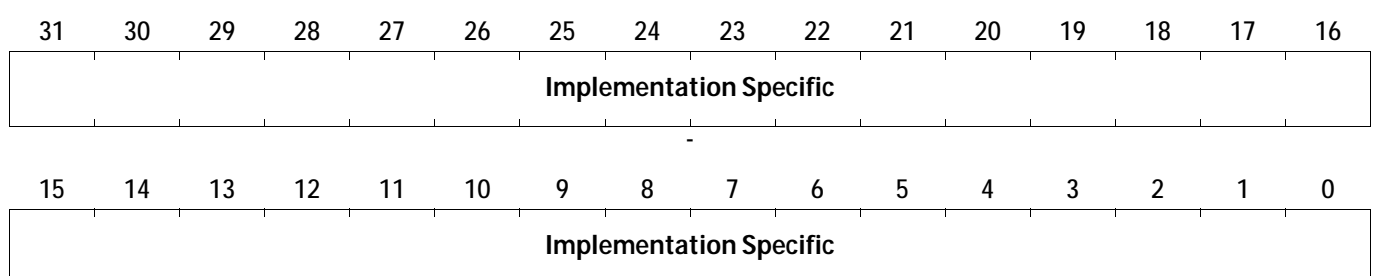 31 30 29 28 27 26 25 24 23 22 21 20 19 18 17 16
Implementation Specific
-
15 14 13 12 11 10 9 8 7 6 5 4 3 2 1 0
Implementation Specific